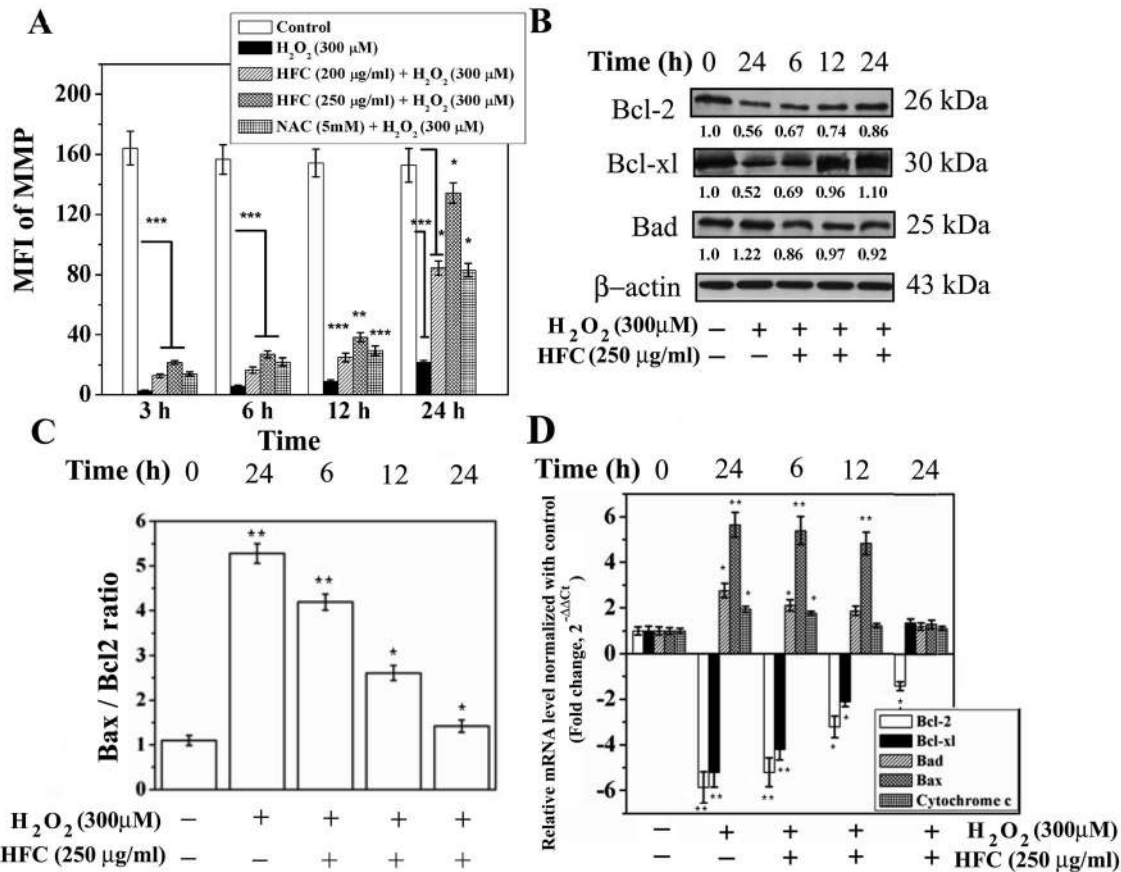 A
Control
H₂O₂ (300 µM)
HFC (200 µg/ml) + H₂O₂ (300 µM)
HFC (250 µg/ml) + H₂O₂ (300 µM)
NAC (5mM) + H₂O₂ (300 µM)
MFI of MMP
220
160
120
80
40
0
*** *** *** ** *** *** * * *
3 h 6 h 12 h 24 h
Time
B
Time (h) 0 24 6 12 24
Bcl-2 26 kDa
1.0 0.56 0.67 0.74 0.86
Bcl-xl 30 kDa
1.0 0.52 0.69 0.96 1.10
Bad 25 kDa
1.0 1.22 0.86 0.97 0.92
β–actin 43 kDa
H₂O₂ (300µM) – + + + +
HFC (250 µg/ml) – – + + +
C
Time (h) 0 24 6 12 24
Bax / Bcl2 ratio
6
5
4
3
2
1
0
** ** * *
H₂O₂ (300µM) – + + + +
HFC (250 µg/ml) – – + + +
D
Time (h) 0 24 6 12 24
Relative mRNA level normalized with control
(Fold change, 2^-ΔΔCt)
6
4
2
0
-2
-4
-6
* ** * * ** * **
** ** ** ** * * *
Bcl-2
Bcl-xl
Bad
Bax
Cytochrome c
H₂O₂ (300µM) – + + + +
HFC (250 µg/ml) – – + + +